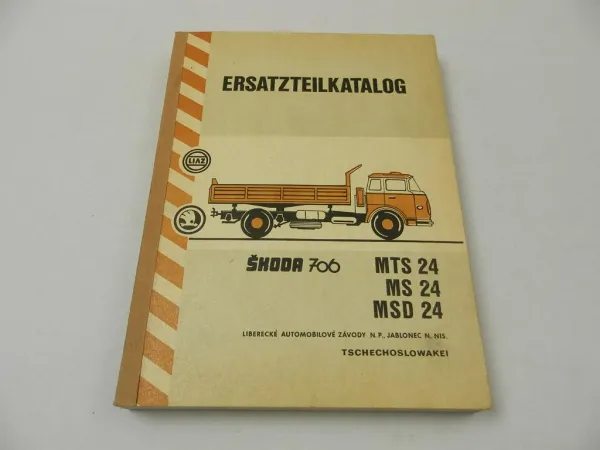 ERSATZTEILKATALOG
LIAZ
ŠKODA 706
MTS 24
MS 24
MSD 24
LIBERECKÉ AUTOMOBILOVÉ ZÁVODY N.P., JABLONEC N. NIS.
TSCHECHOSLOWAKEI